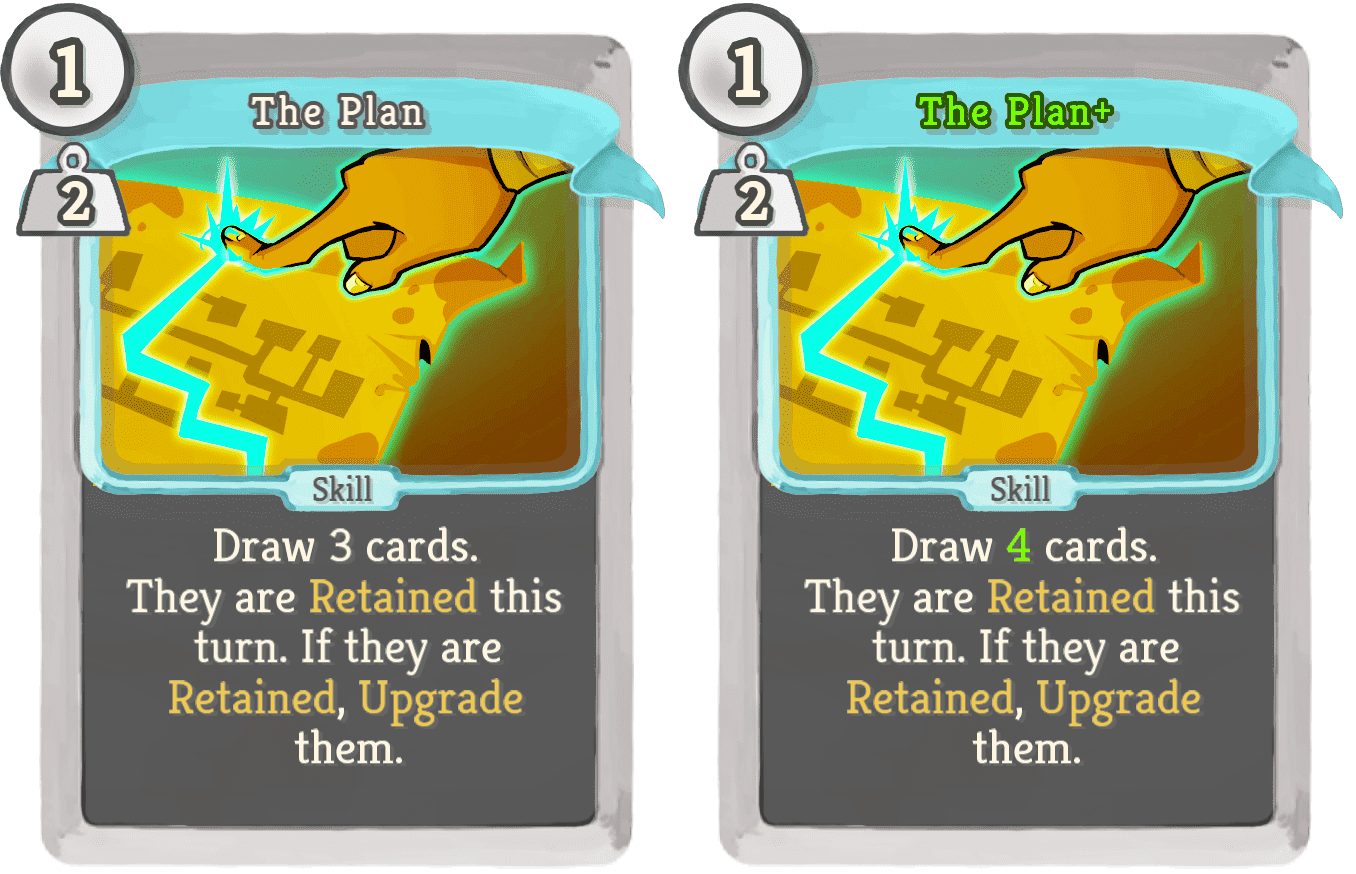 1
The Plan
2
Skill
Draw 3 cards.
They are Retained this
turn. If they are
Retained, Upgrade
them.
1
The Plan+
2
Skill
Draw 4 cards.
They are Retained this
turn. If they are
Retained, Upgrade
them.